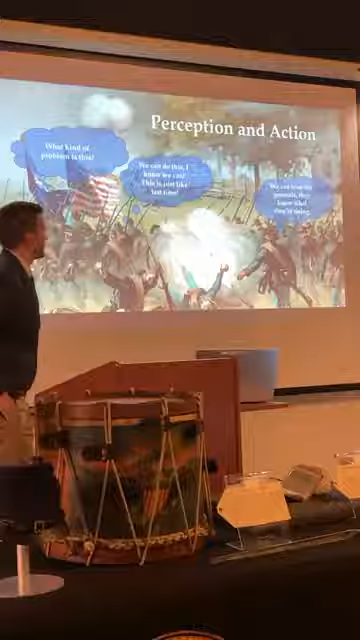 Perception and Action
What kind of
problem is this?
We can do this, I
know we can!
This is just like
last time!
We can trust the
generals, they
know what
they're doing.